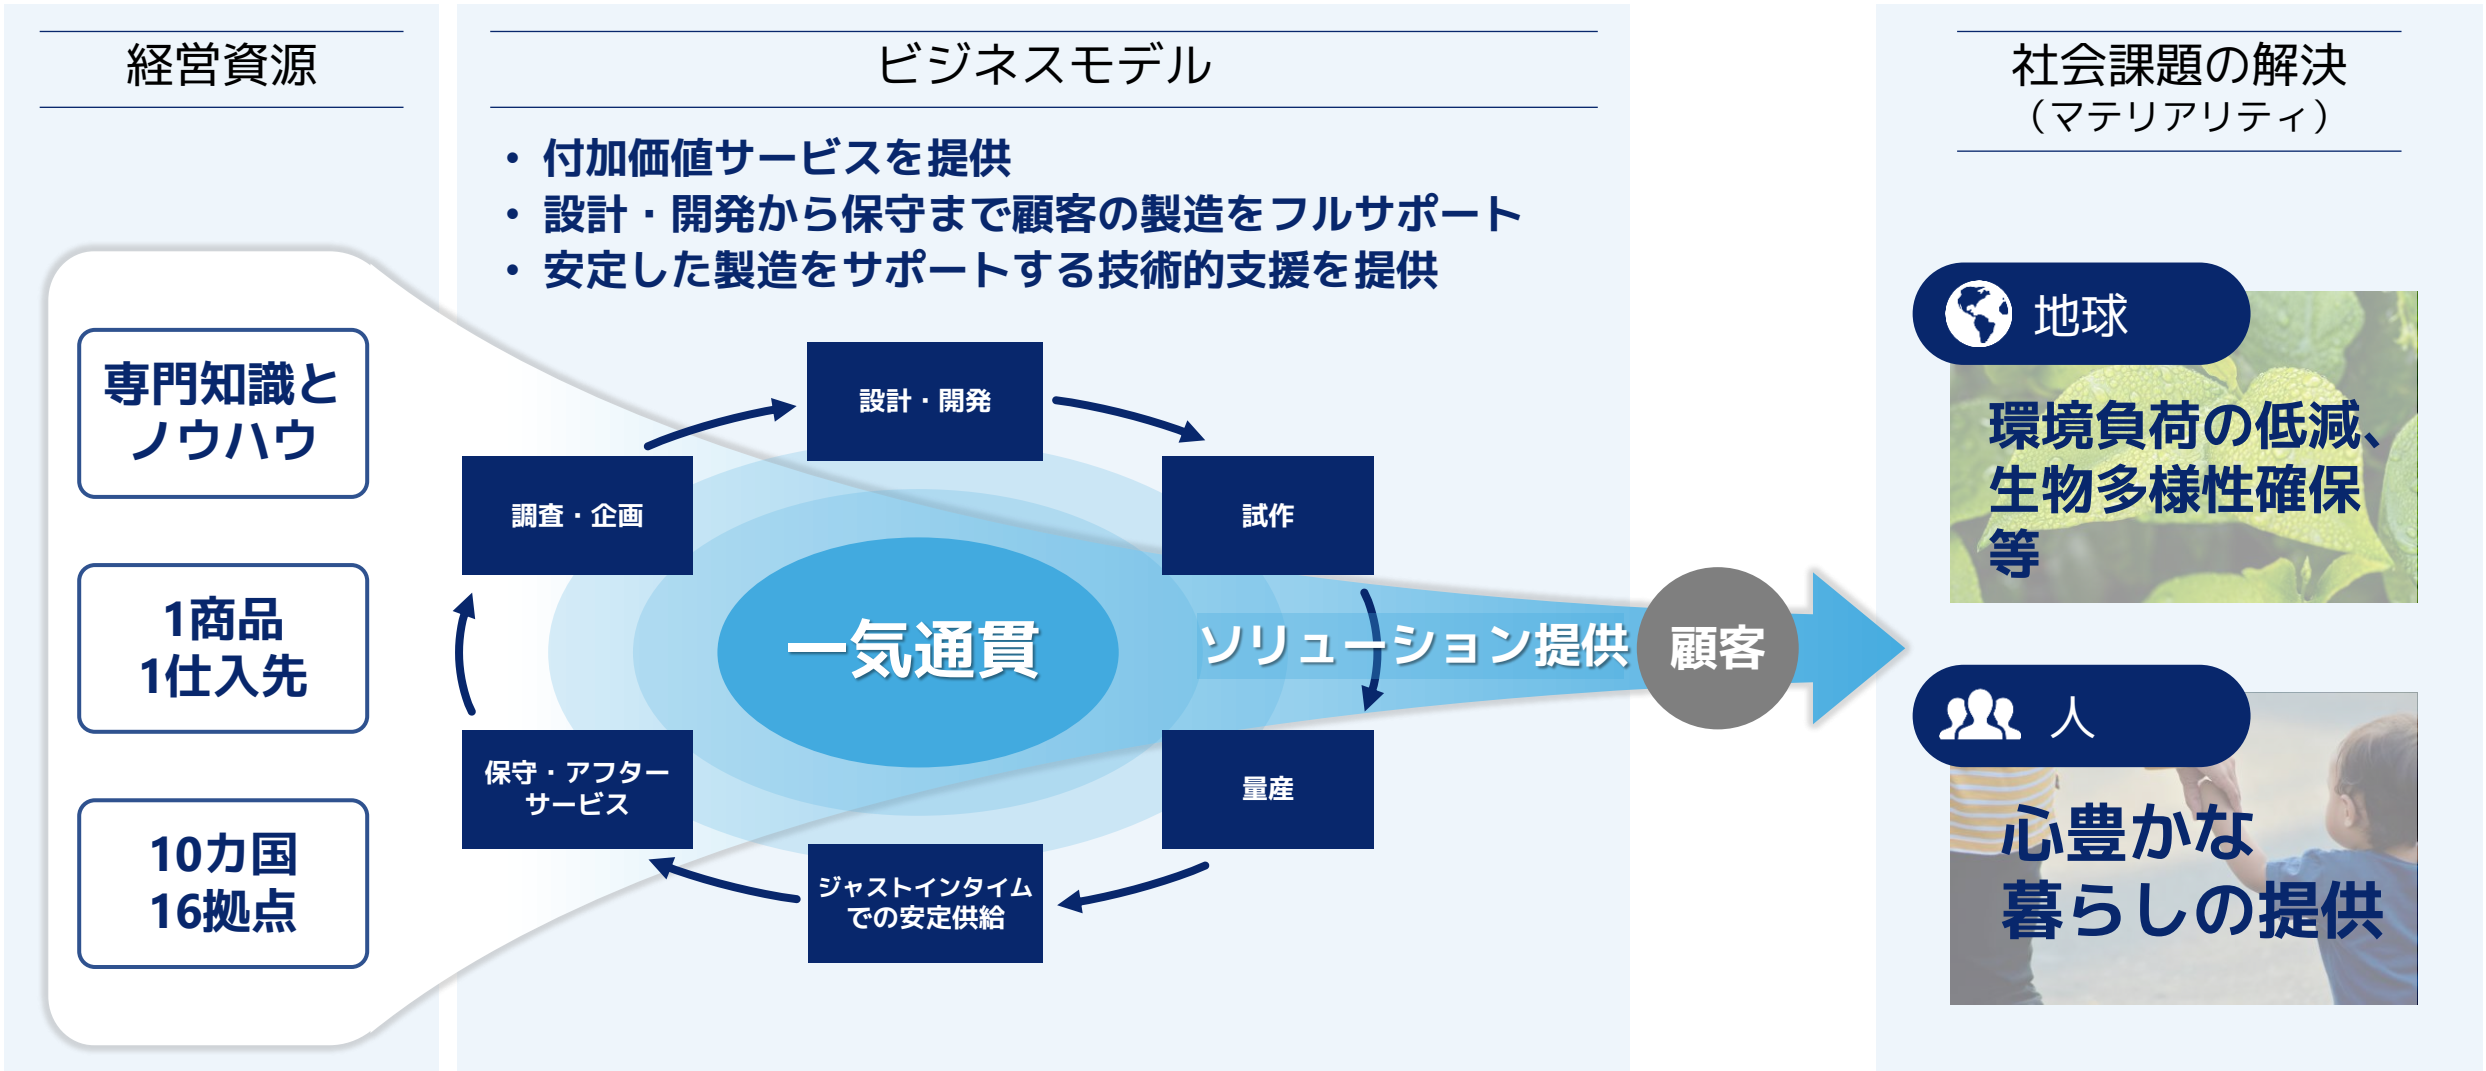 経営資源
専門知識と
ノウハウ
1商品
1仕入先
10カ国
16拠点
ビジネスモデル
• 付加価値サービスを提供
• 設計・開発から保守まで顧客の製造をフルサポート
• 安定した製造をサポートする技術的支援を提供
調査・企画
設計・開発
試作
量産
ジャストインタイム
での安定供給
保守・アフター
サービス
一気通貫
ソリューション提供
顧客
社会課題の解決
（マテリアリティ）
地球
環境負荷の低減、
生物多様性確保
等
人
心豊かな
暮らしの提供